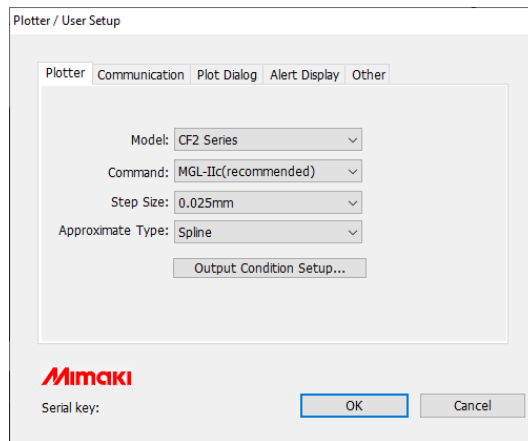 Plotter / User Setup
Plotter Communication Plot Dialog Alert Display Other
Model: CF2 Series
Command: MGL-IIc(recommended)
Step Size: 0.025mm
Approximate Type: Spline
Output Condition Setup...
Mimaki
Serial key:
OK Cancel